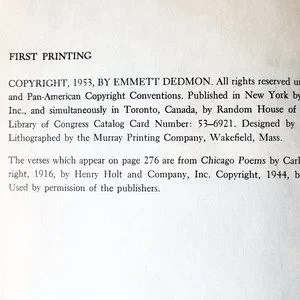 FIRST PRINTING
COPYRIGHT, 1953, BY EMMETT DEDMON. All rights reserved un
and Pan-American Copyright Conventions. Published in New York by
Inc., and simultaneously in Toronto, Canada, by Random House of
Library of Congress Catalog Card Number: 53-6921. Designed by
Lithographed by the Murray Printing Company, Wakefield, Mass.
The verses which appear on page 276 are from Chicago Poems by Carl
right, 1916, by Henry Holt and Company, Inc. Copyright, 1944, b
Used by permission of the publishers.